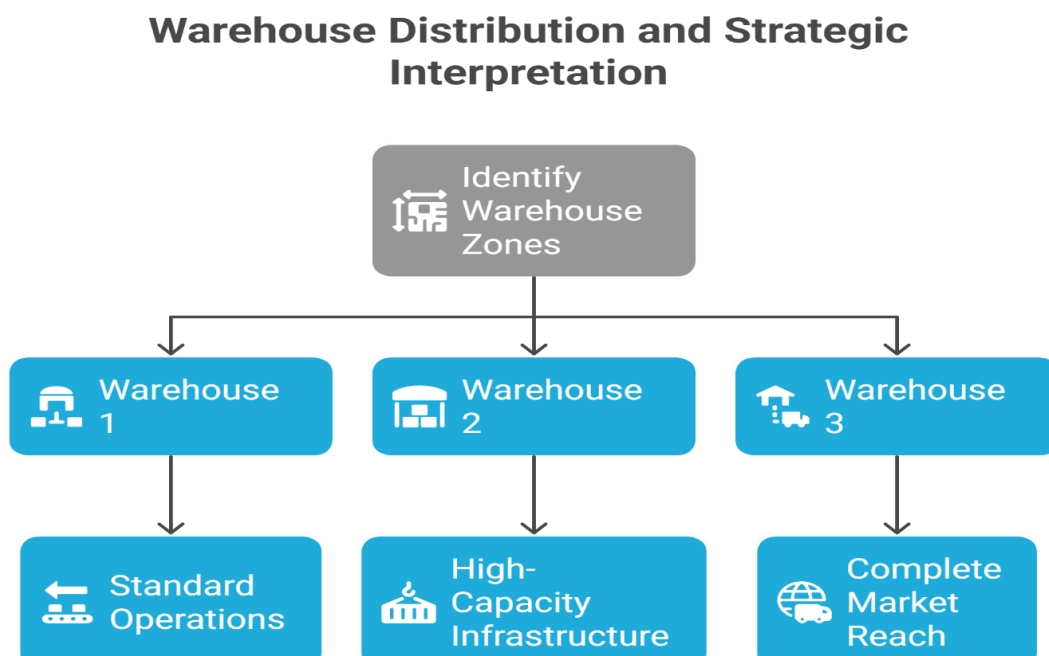 Warehouse Distribution and Strategic
Interpretation
Identify
Warehouse
Zones
Warehouse
1
Warehouse
2
Warehouse
3
Standard
Operations
High-
Capacity
Infrastructure
Complete
Market
Reach